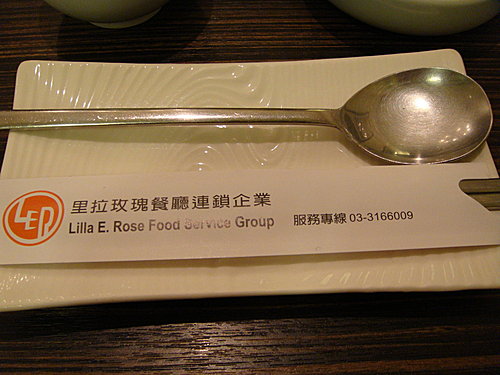 LER
里拉玫瑰餐廳連鎖企業
Lilla E. Rose Food Service Group
服務專線 03-3166009